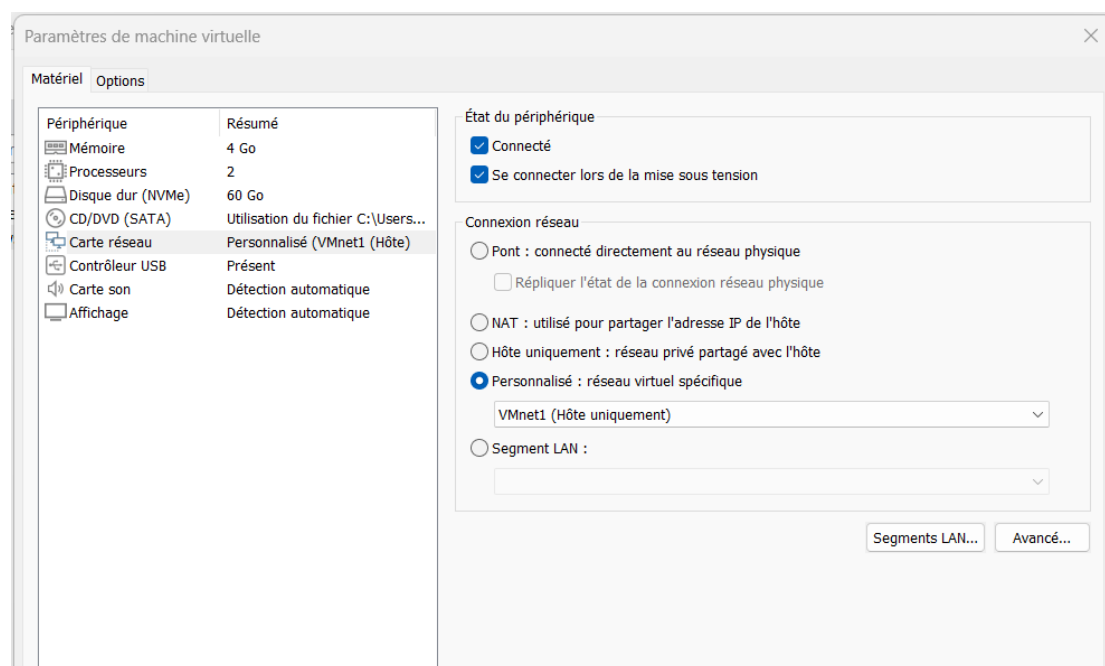 Paramètres de machine virtuelle
Matériel Options
Périphérique Résumé
Mémoire 4 Go
Processeurs 2
Disque dur (NVMe) 60 Go
CD/DVD (SATA) Utilisation du fichier C:\Users...
Carte réseau Personnalisé (VMnet1 (Hôte)
Contrôleur USB Présent
Carte son Détection automatique
Affichage Détection automatique
État du périphérique
Connecté
Se connecter lors de la mise sous tension
Connexion réseau
Pont : connecté directement au réseau physique
Répliquer l'état de la connexion réseau physique
NAT : utilisé pour partager l'adresse IP de l'hôte
Hôte uniquement : réseau privé partagé avec l'hôte
Personnalisé : réseau virtuel spécifique
VMnet1 (Hôte uniquement)
Segment LAN :
Segments LAN... Avancé...